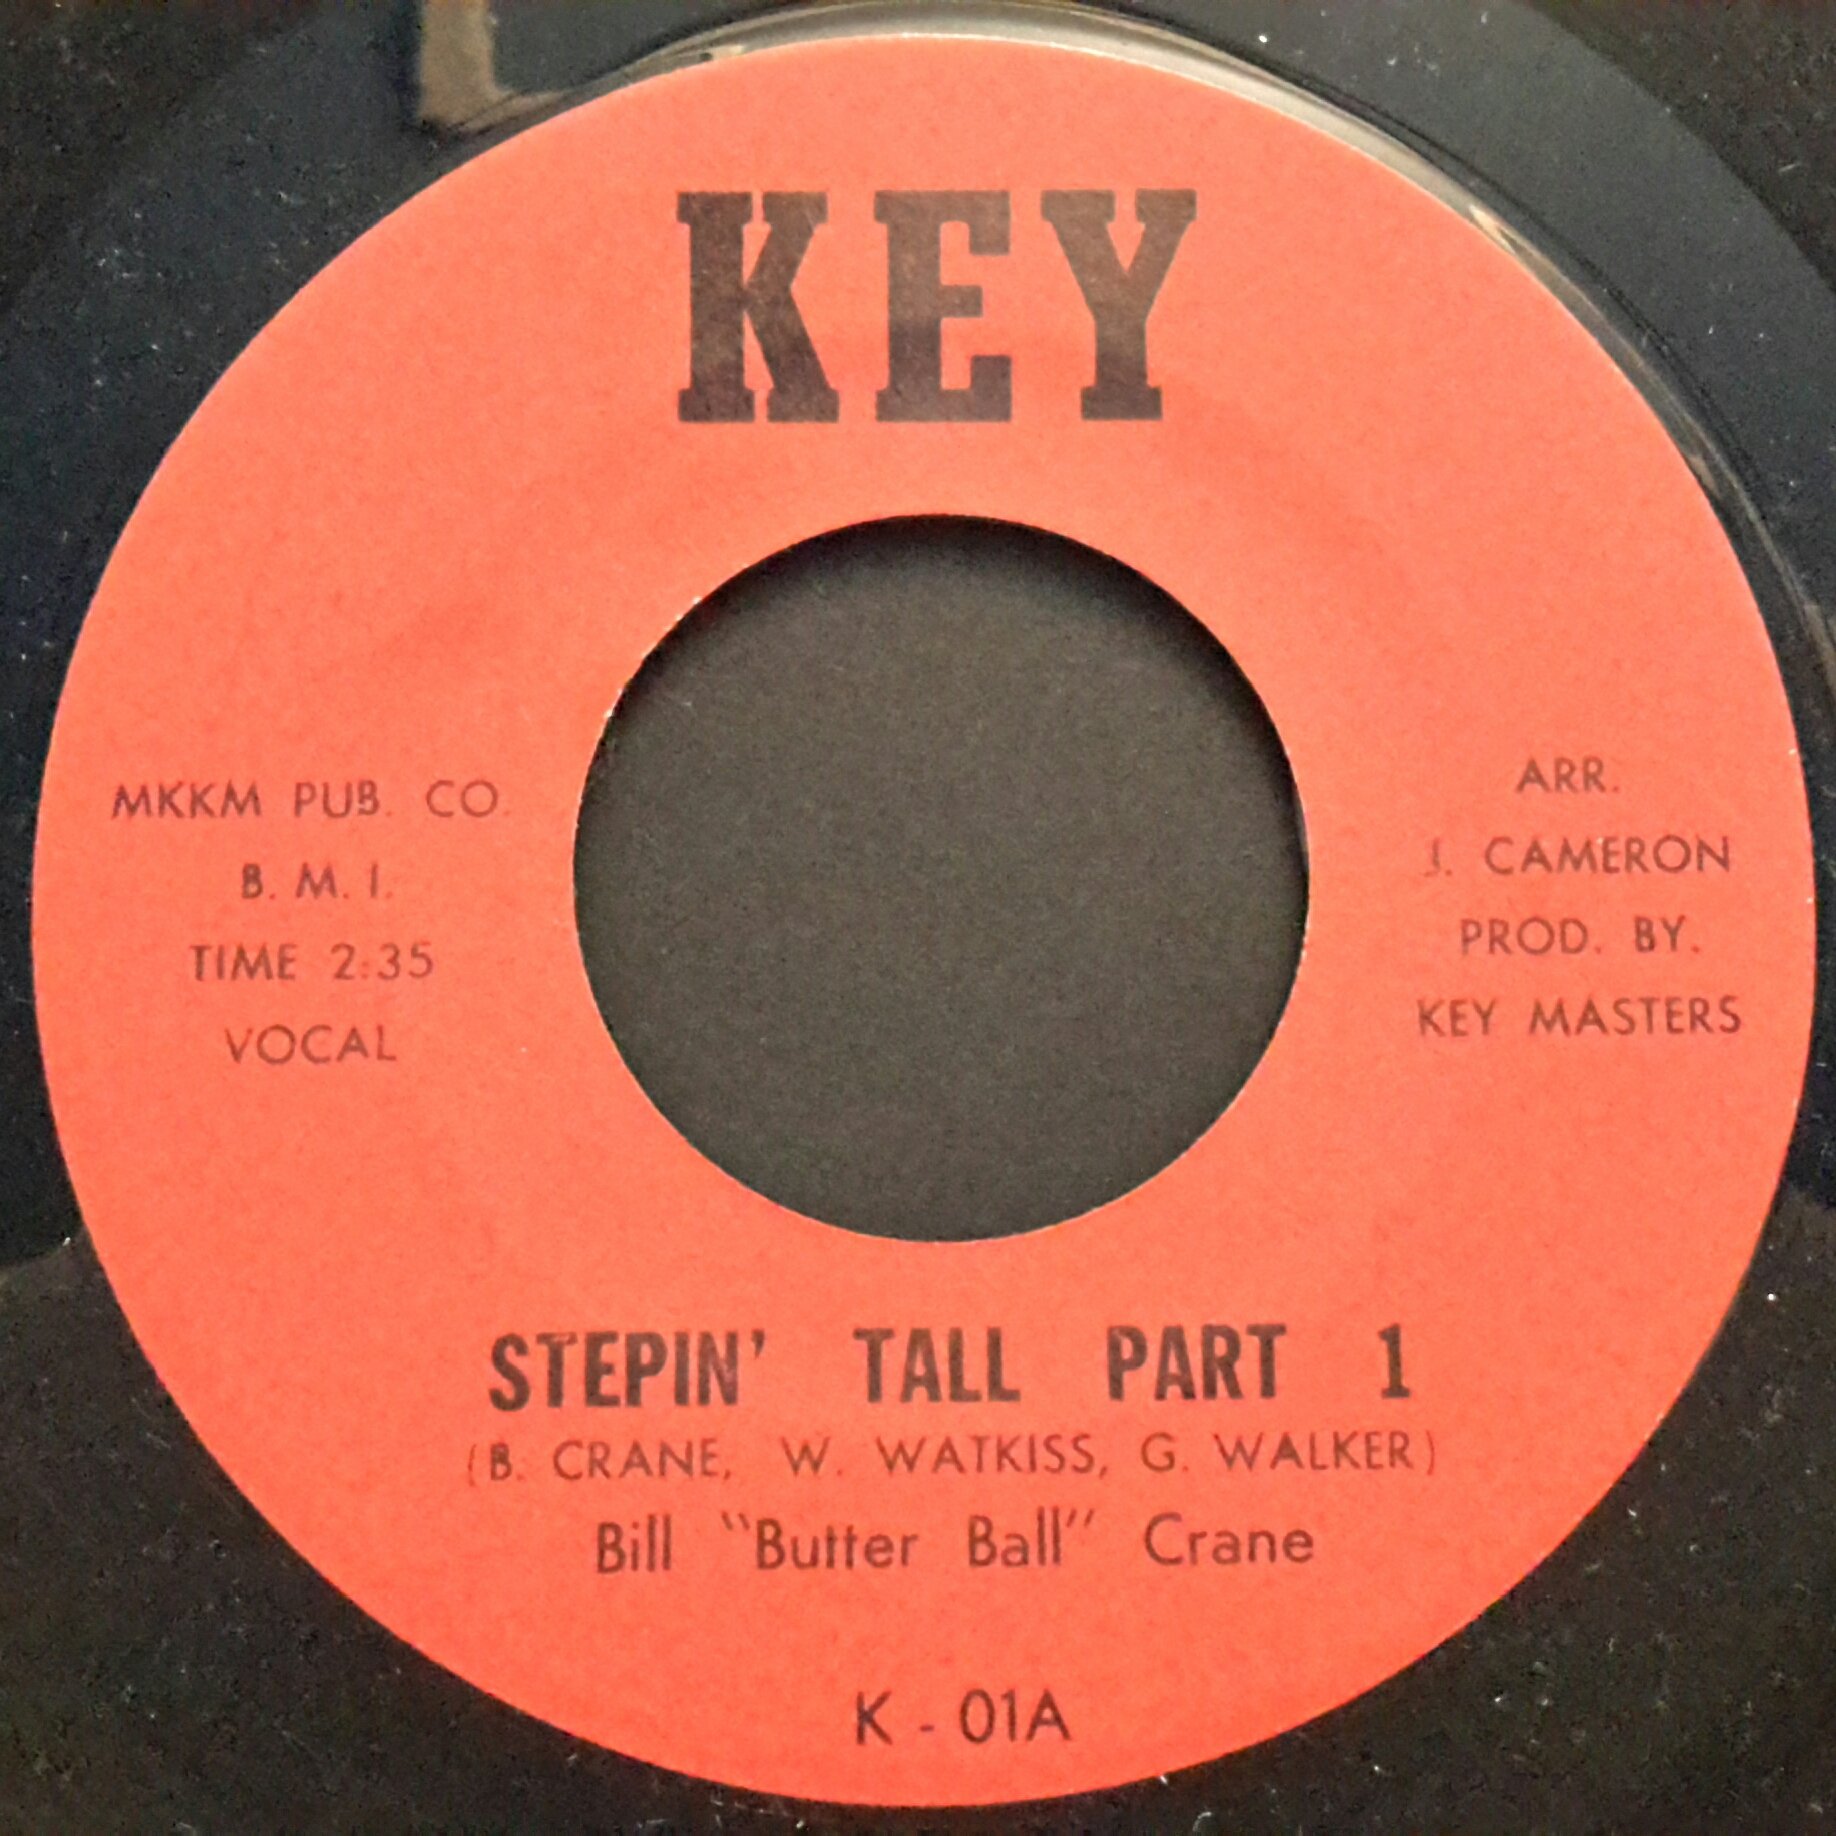 KEY
MKKM PUB. CO.
B. M. I.
TIME 2:35
VOCAL
ARR.
J. CAMERON
PROD. BY.
KEY MASTERS
STEPIN' TALL PART 1
(B. CRANE, W. WATKISS, G. WALKER)
Bill "Butter Ball" Crane
K - 01A